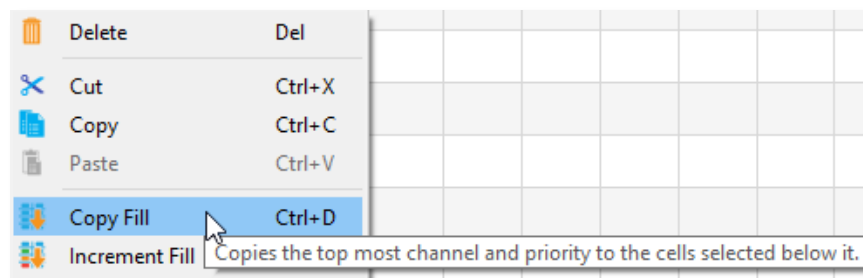 Delete Del
Cut Ctrl+X
Copy Ctrl+C
Paste Ctrl+V
Copy Fill Ctrl+D
Increment Fill
Copies the top most channel and priority to the cells selected below it.